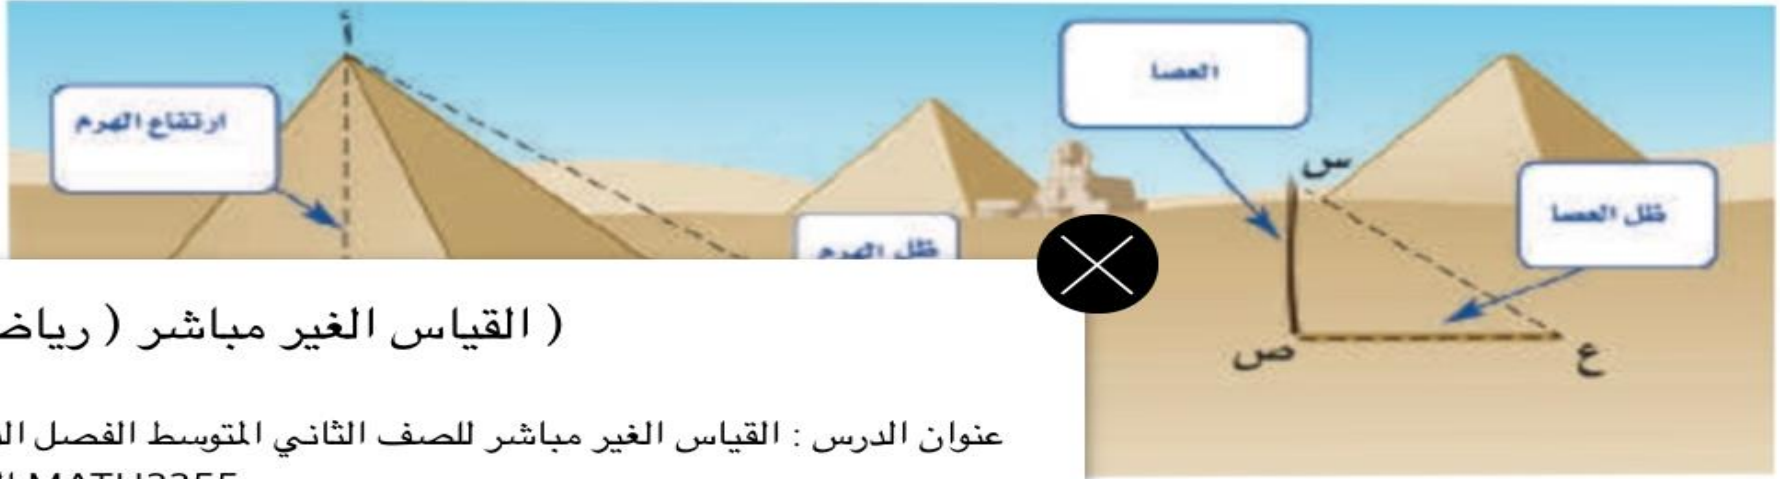 أ
العصا
ارتفاع الهرم
س
ظل العصا
ظل الهرم
( القياس الغير مباشر ( رياض
ص
ع
عنوان الدرس : القياس الغير مباشر للصف الثاني المتوسط الفصل ال
MATH2255